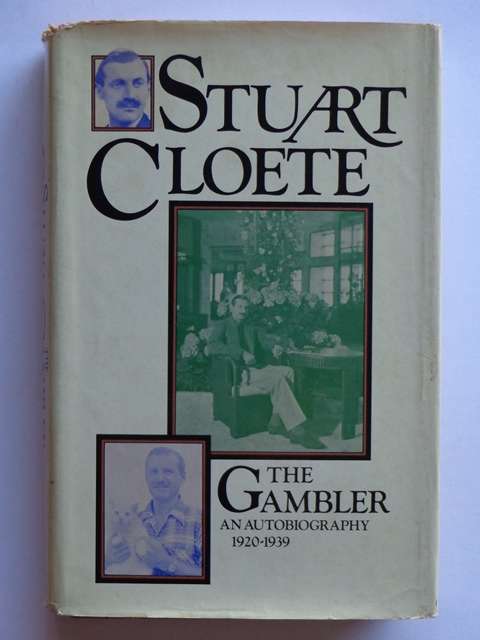 STUART
CLOETE
THE
GAMBLER
AN AUTOBIOGRAPHY
1920-1939